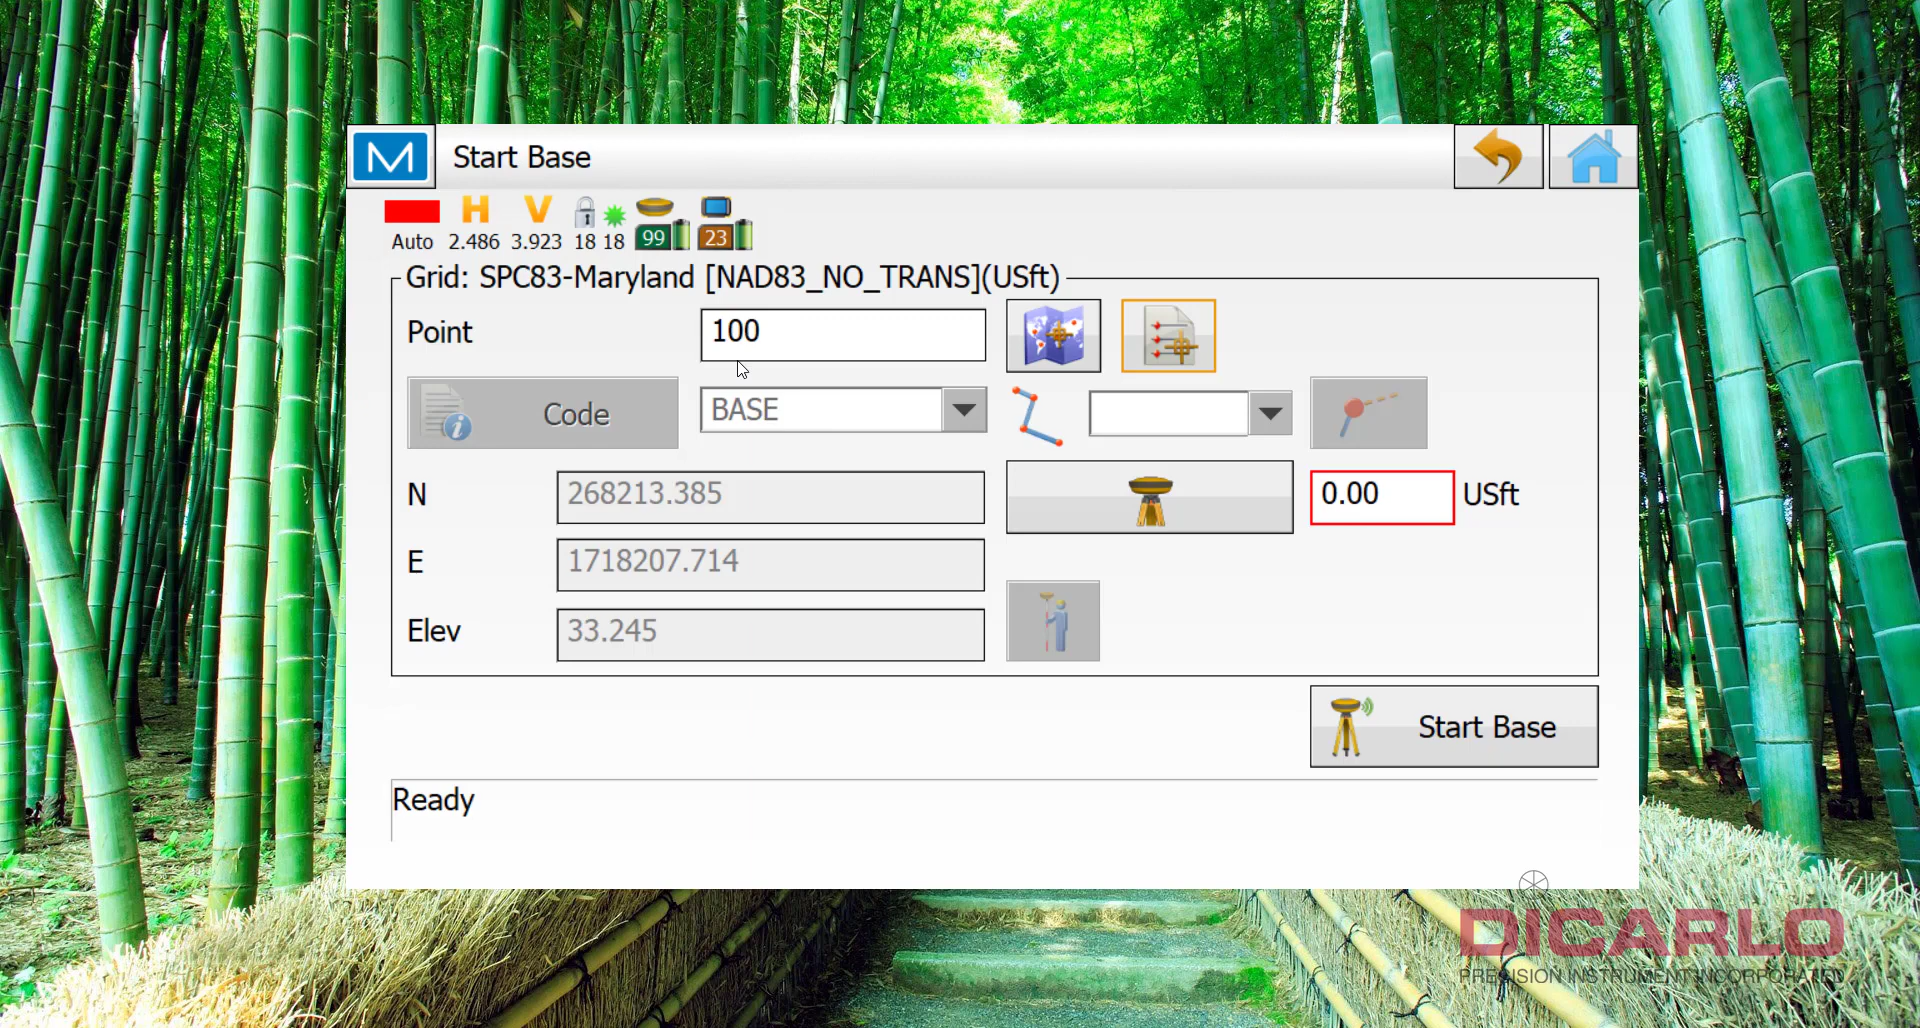 M Start Base
Auto 2.486 3.923 18 18 99 23
H V
Grid: SPC83-Maryland [NAD83_NO_TRANS](USft)
Point 100
Code BASE
N 268213.385 0.00 USft
E 1718207.714
Elev 33.245
Start Base
Ready
DICARLO
PRECISION INSTRUMENT INCORPORATED